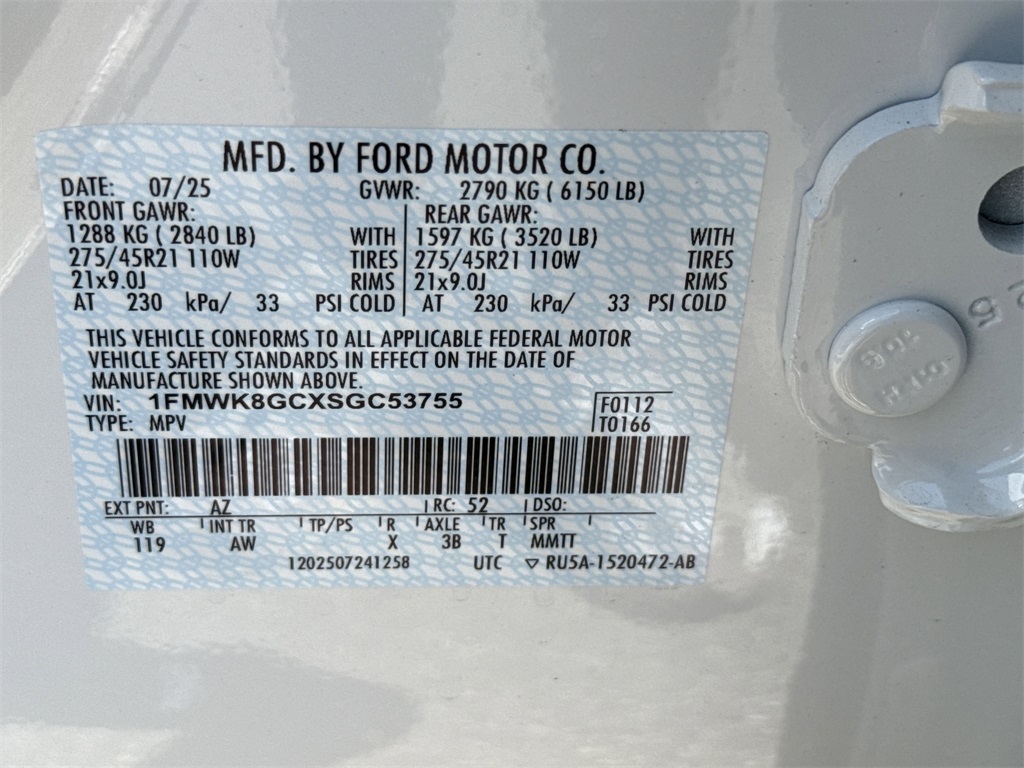 MFD. BY FORD MOTOR CO.
DATE: 07/25 GVWR: 2790 KG ( 6150 LB)
FRONT GAWR: REAR GAWR:
1288 KG ( 2840 LB) WITH 1597 KG ( 3520 LB) WITH
275/45R21 110W TIRES 275/45R21 110W TIRES
21x9.0J RIMS 21x9.0J RIMS
AT 230 kPa/ 33 PSI COLD AT 230 kPa/ 33 PSI COLD
THIS VEHICLE CONFORMS TO ALL APPLICABLE FEDERAL MOTOR
VEHICLE SAFETY STANDARDS IN EFFECT ON THE DATE OF
MANUFACTURE SHOWN ABOVE.
VIN: 1FMWK8GCXSGC53755 F0112
TYPE: MPV T0166
EXT PNT: AZ RC: 52 DSO:
WB INT TR TP/PS R AXLE TR SPR
119 AW X 3B T MMTT
1202507241258 UTC ▽ RU5A-1520472-AB